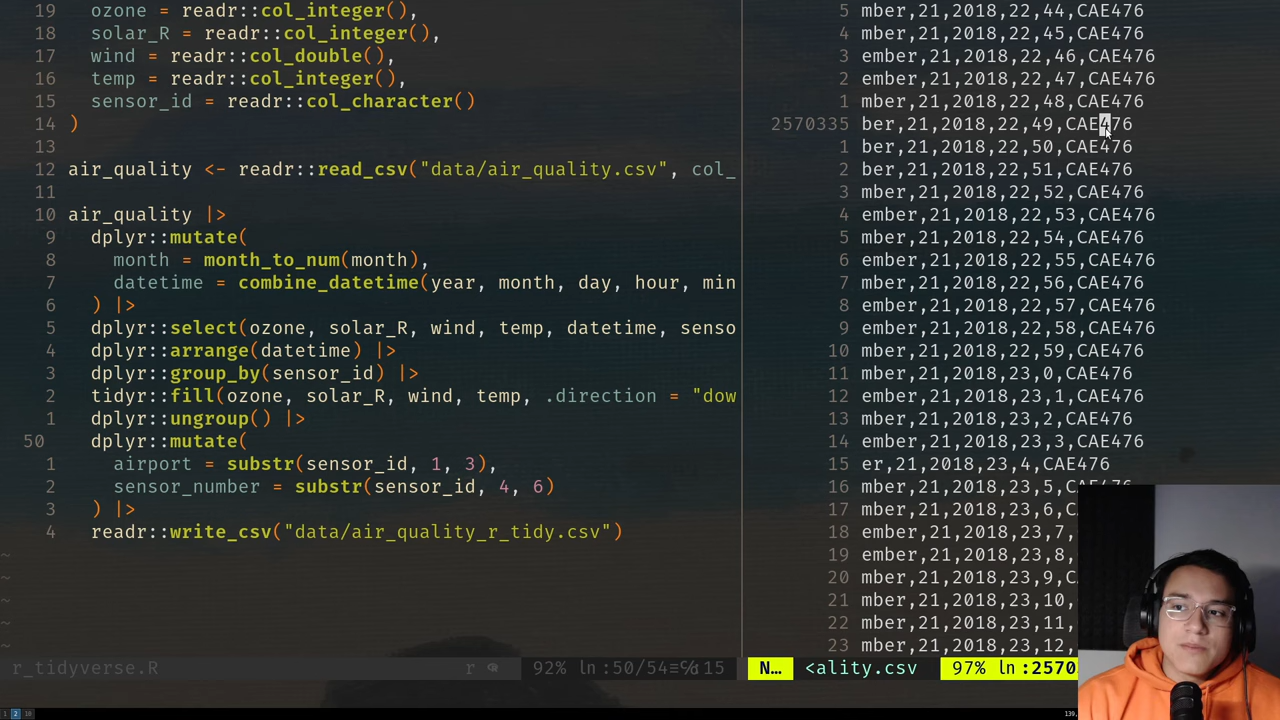 19 ozone = readr::col_integer(),
18 solar_R = readr::col_integer(),
17 wind = readr::col_double(),
16 temp = readr::col_integer(),
15 sensor_id = readr::col_character()
14 )
13
12 air_quality <- readr::read_csv("data/air_quality.csv", col_
11
10 air_quality |>
9 dplyr::mutate(
8 month = month_to_num(month),
7 datetime = combine_datetime(year, month, day, hour, min
6 ) |>
5 dplyr::select(ozone, solar_R, wind, temp, datetime, senso
4 dplyr::arrange(datetime) |>
3 dplyr::group_by(sensor_id) |>
2 tidyr::fill(ozone, solar_R, wind, temp, .direction = "dow
1 dplyr::ungroup() |>
50 dplyr::mutate(
1 airport = substr(sensor_id, 1, 3),
2 sensor_number = substr(sensor_id, 4, 6)
3 ) |>
4 readr::write_csv("data/air_quality_r_tidy.csv")
~
~
~
~
~
r_tidyverse.R r 92% ln:50/54≡℅:15
5 mber,21,2018,22,44,CAE476
4 mber,21,2018,22,45,CAE476
3 ember,21,2018,22,46,CAE476
2 ember,21,2018,22,47,CAE476
1 mber,21,2018,22,48,CAE476
2570335 ber,21,2018,22,49,CAE476
1 ber,21,2018,22,50,CAE476
2 ber,21,2018,22,51,CAE476
3 mber,21,2018,22,52,CAE476
4 ember,21,2018,22,53,CAE476
5 mber,21,2018,22,54,CAE476
6 ember,21,2018,22,55,CAE476
7 mber,21,2018,22,56,CAE476
8 ember,21,2018,22,57,CAE476
9 ember,21,2018,22,58,CAE476
10 mber,21,2018,22,59,CAE476
11 mber,21,2018,23,0,CAE476
12 ember,21,2018,23,1,CAE476
13 mber,21,2018,23,2,CAE476
14 ember,21,2018,23,3,CAE476
15 er,21,2018,23,4,CAE476
16 mber,21,2018,23,5,CAE476
17 mber,21,2018,23,6,C
18 ember,21,2018,23,7,
19 ember,21,2018,23,8,
20 mber,21,2018,23,9,C
21 mber,21,2018,23,10,
22 mber,21,2018,23,11,
23 mber,21,2018,23,12,
N… <ality.csv 97% ln:2570
1 2 10 139,